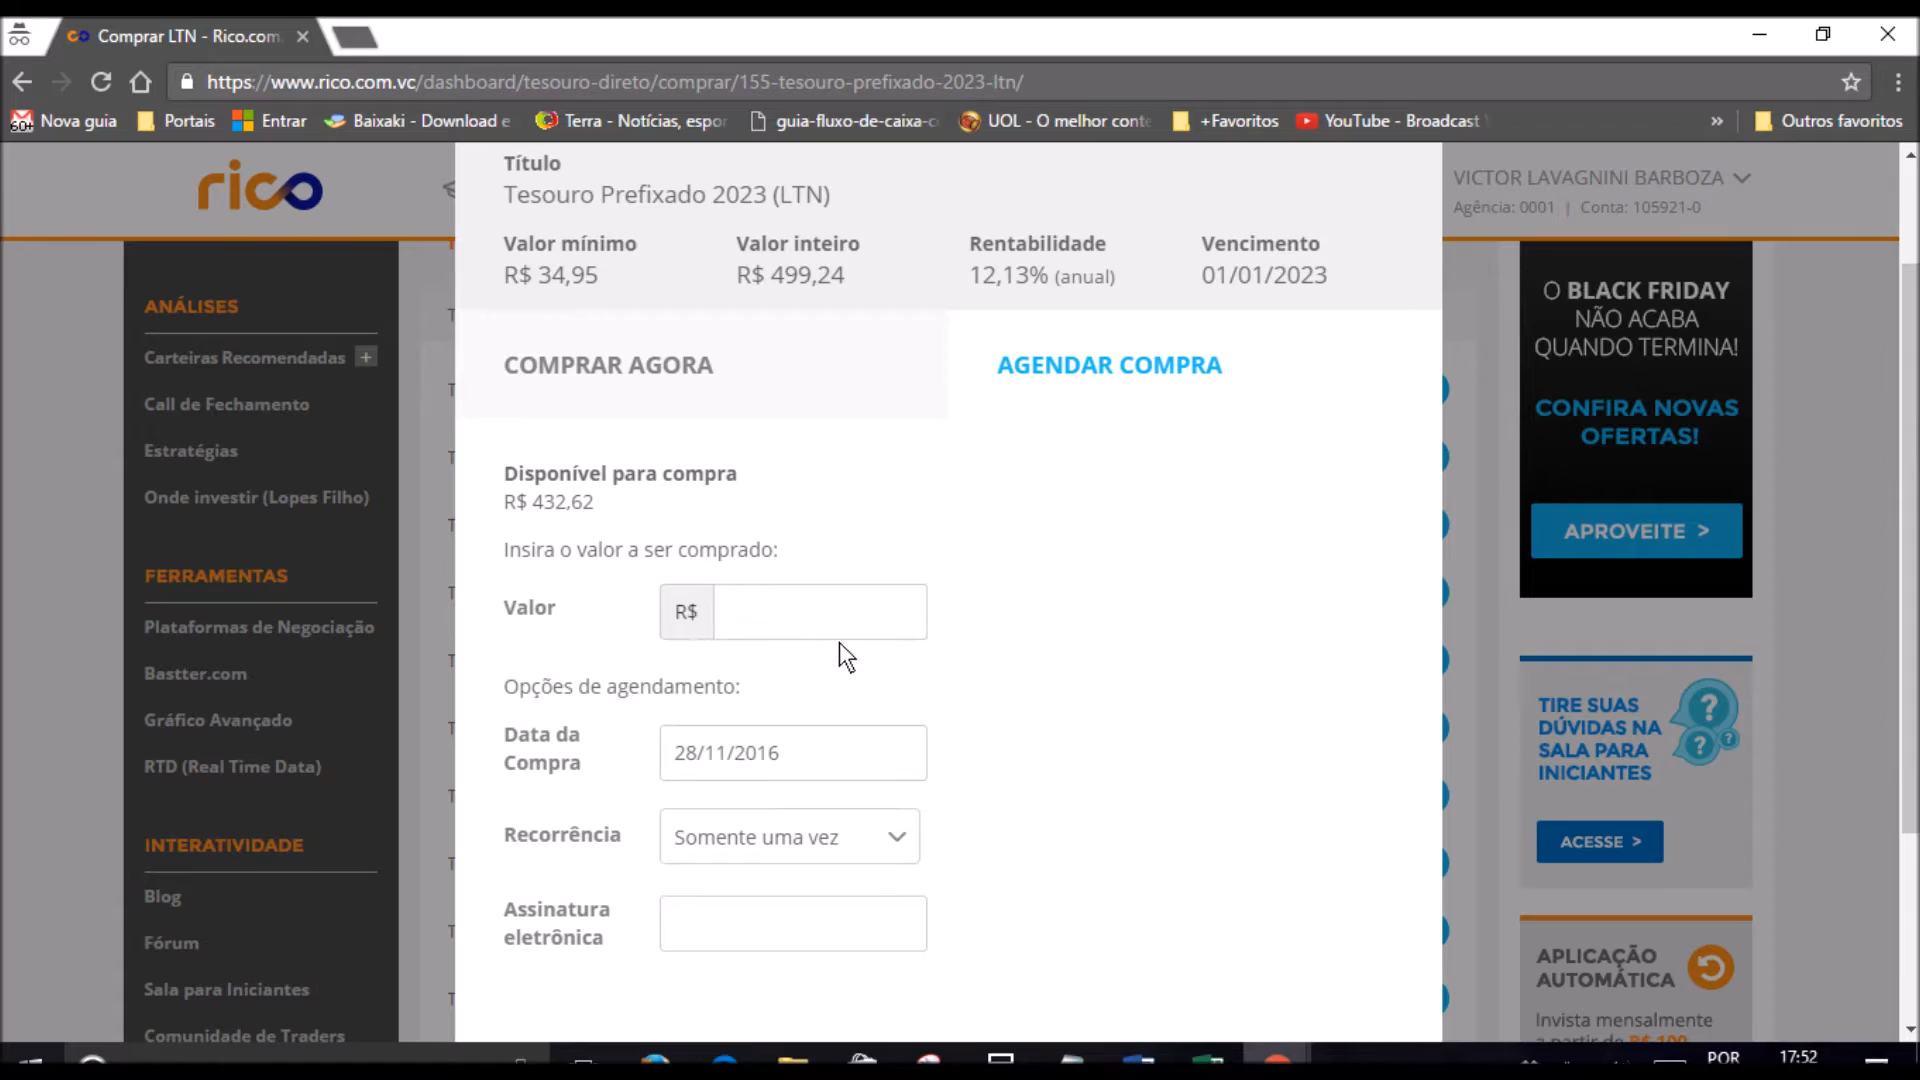 Comprar LTN - Rico.com
https://www.rico.com.vc/dashboard/tesouro-direto/comprar/155-tesouro-prefixado-2023-ltn/
Nova guia
Portais
Entrar
Baixaki - Download e
Terra - Notícias, espor
guia-fluxo-de-caixa-c
UOL - O melhor conte
+Favoritos
YouTube - Broadcast
»
Outros favoritos
rico
VICTOR LAVAGNINI BARBOZA
Agência: 0001 | Conta: 105921-0
ANÁLISES
Carteiras Recomendadas +
Call de Fechamento
Estratégias
Onde investir (Lopes Filho)
FERRAMENTAS
Plataformas de Negociação
Bastter.com
Gráfico Avançado
RTD (Real Time Data)
INTERATIVIDADE
Blog
Fórum
Sala para Iniciantes
Comunidade de Traders
Título
Tesouro Prefixado 2023 (LTN)
Valor mínimo Valor inteiro Rentabilidade Vencimento
R$ 34,95 R$ 499,24 12,13% (anual) 01/01/2023
COMPRAR AGORA AGENDAR COMPRA
Disponível para compra
R$ 432,62
Insira o valor a ser comprado:
Valor R$
Opções de agendamento:
Data da
Compra
28/11/2016
Recorrência Somente uma vez
Assinatura
eletrônica
O BLACK FRIDAY
NÃO ACABA
QUANDO TERMINA!
CONFIRA NOVAS
OFERTAS!
APROVEITE >
TIRE SUAS
DÚVIDAS NA
SALA PARA
INICIANTES
ACESSE >
APLICAÇÃO
AUTOMÁTICA
Invista mensalmente
a partir de R$ 100
POR 17:52